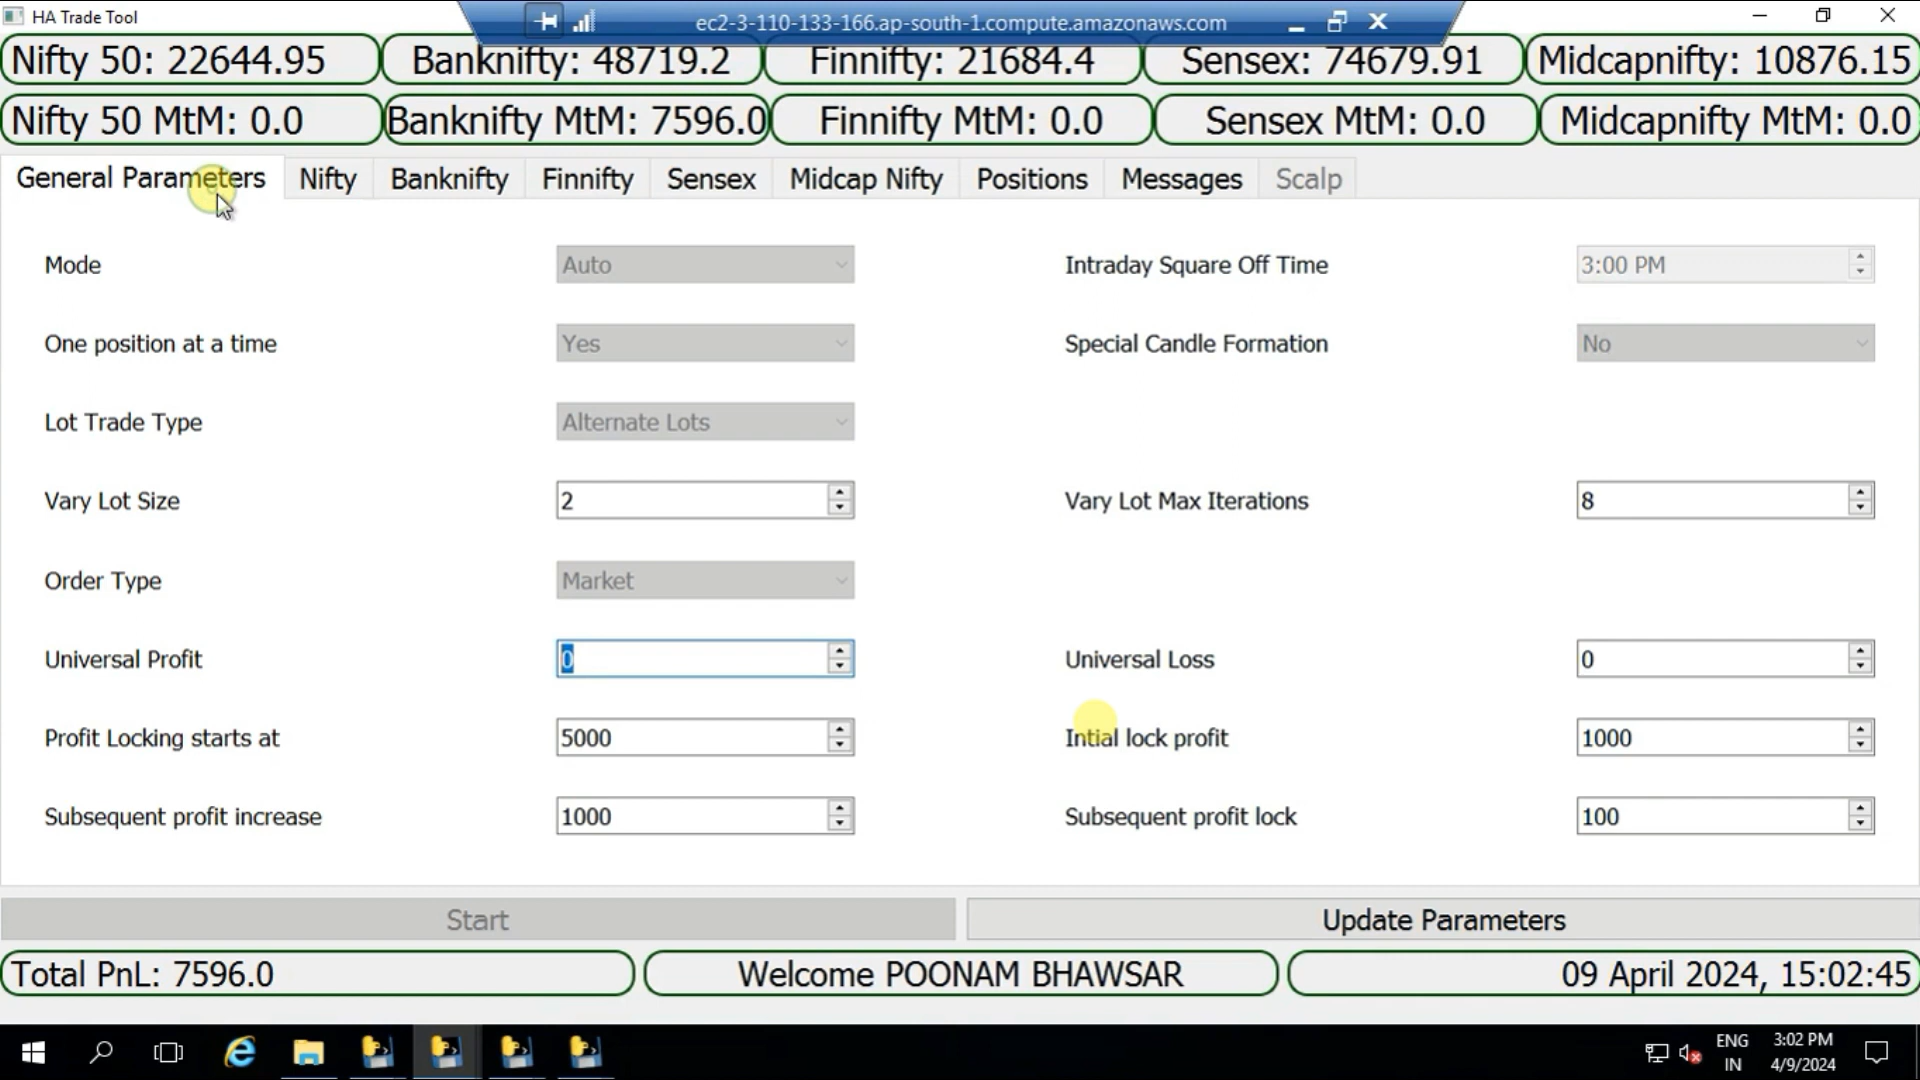 HA Trade Tool
ec2-3-110-133-166.ap-south-1.compute.amazonaws.com
Nifty 50: 22644.95 Banknifty: 48719.2 Finnifty: 21684.4 Sensex: 74679.91 Midcapnifty: 10876.15
Nifty 50 MtM: 0.0 Banknifty MtM: 7596.0 Finnifty MtM: 0.0 Sensex MtM: 0.0 Midcapnifty MtM: 0.0
General Parameters Nifty Banknifty Finnifty Sensex Midcap Nifty Positions Messages Scalp
Mode Auto Intraday Square Off Time 3:00 PM
One position at a time Yes Special Candle Formation No
Lot Trade Type Alternate Lots
Vary Lot Size 2 Vary Lot Max Iterations 8
Order Type Market
Universal Profit 0 Universal Loss 0
Profit Locking starts at 5000 Intial lock profit 1000
Subsequent profit increase 1000 Subsequent profit lock 100
Start Update Parameters
Total PnL: 7596.0 Welcome POONAM BHAWSAR 09 April 2024, 15:02:45
ENG 3:02 PM
IN 4/9/2024